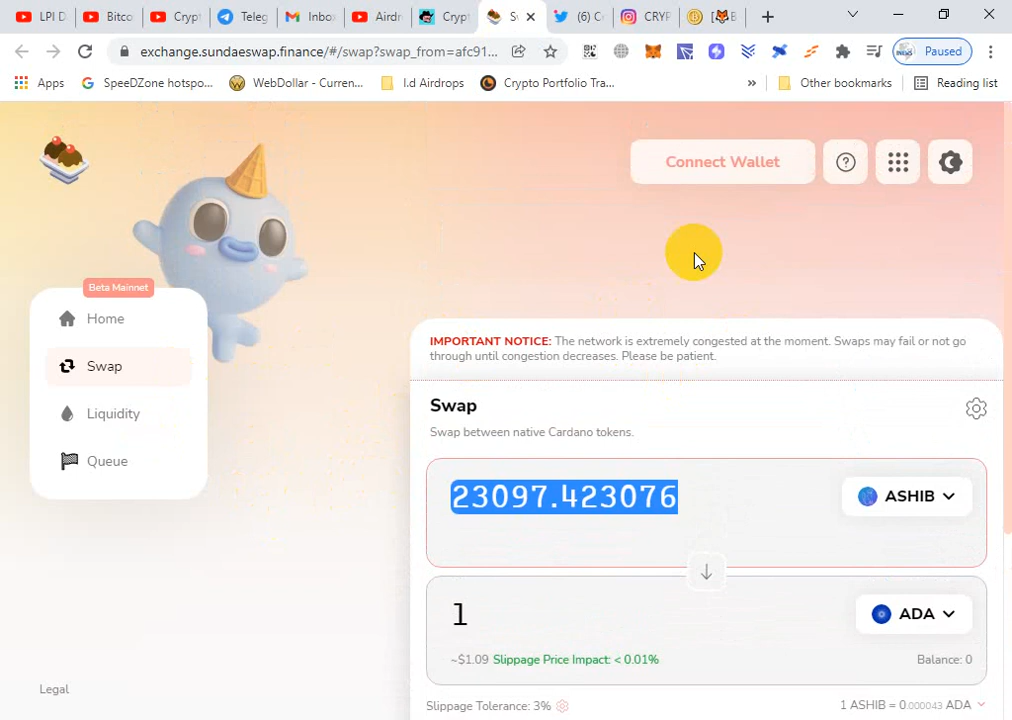 LPI D
Bitco
Crypt
Teleg
Inbo
Airdr
Crypt
S
(6) C
CRYP
B
exchange.sundaeswap.finance/#/swap?swap_from=afc91...
Paused
Apps
SpeeDZone hotspo...
WebDollar - Curren...
I.d Airdrops
Crypto Portfolio Tra...
»
Other bookmarks
Reading list
Connect Wallet
Beta Mainnet
Home
Swap
Liquidity
Queue
Legal
IMPORTANT NOTICE: The network is extremely congested at the moment. Swaps may fail or not go
through until congestion decreases. Please be patient.
Swap
Swap between native Cardano tokens.
23097.423076
ASHIB
1
ADA
~$1.09 Slippage Price Impact: < 0.01%
Balance: 0
Slippage Tolerance: 3%
1 ASHIB = 0.000043 ADA